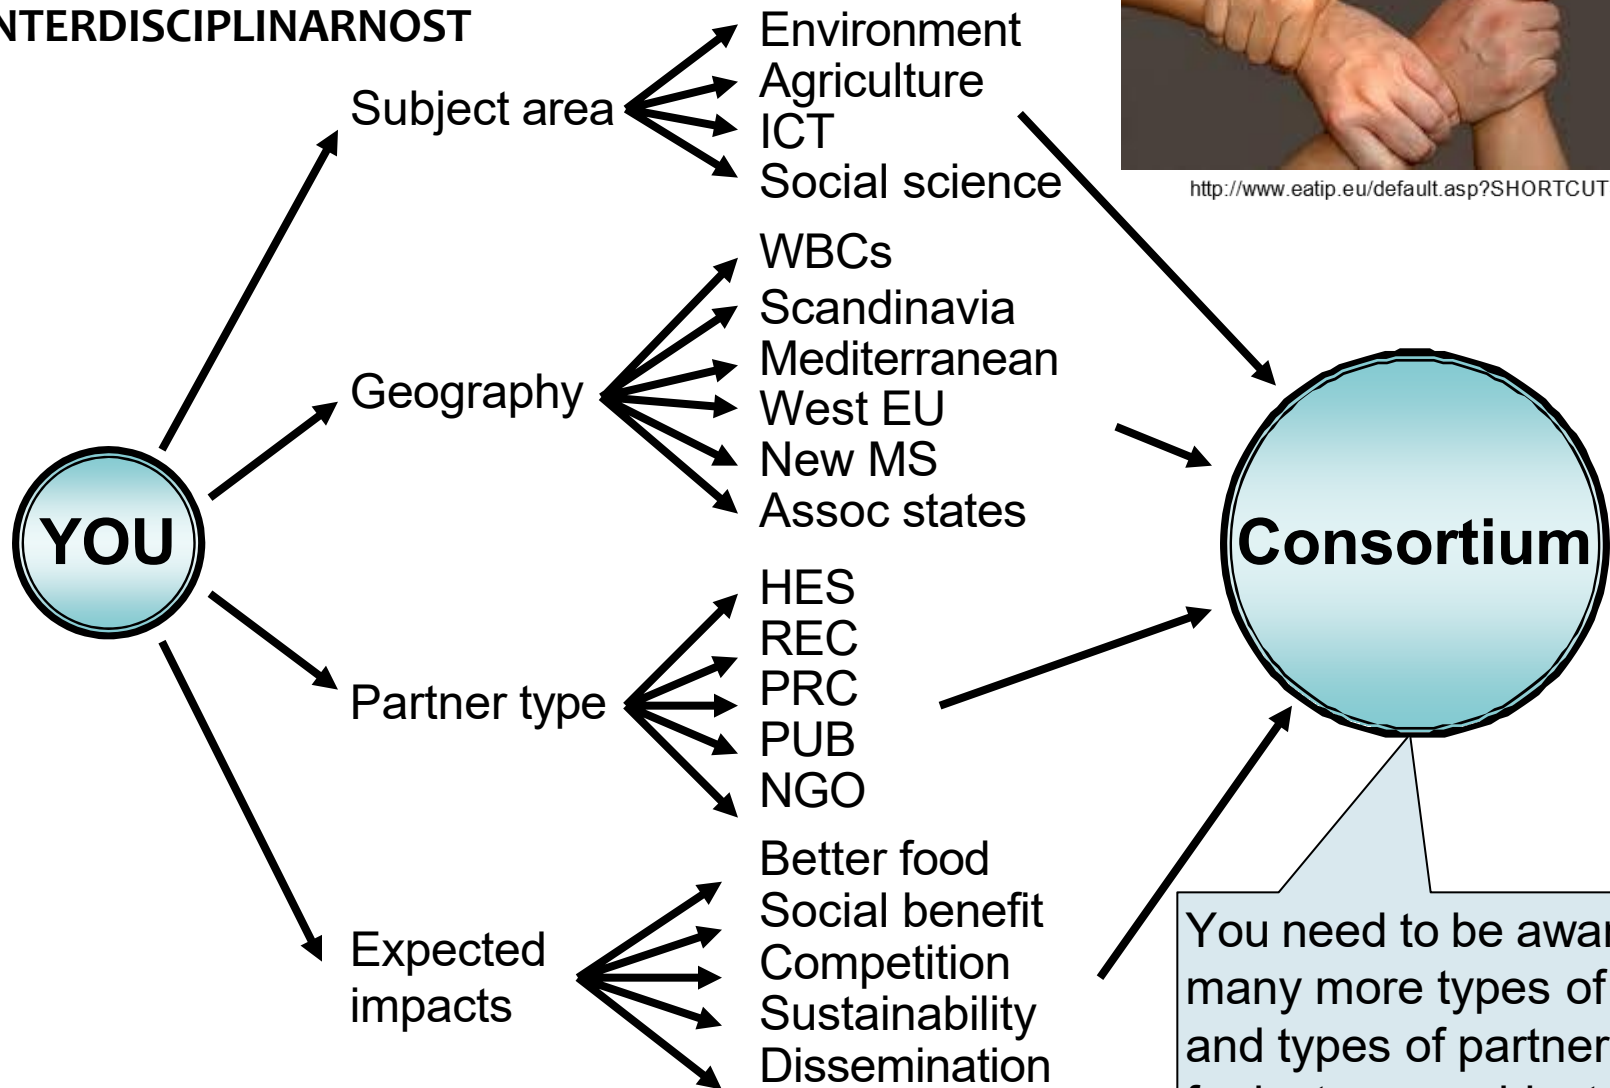 NTERDISCIPLINARNOST
http://www.eatip.eu/default.asp?SHORTCUT
Subject area
Environment
Agriculture
ICT
Social science
Geography
WBCs
Scandinavia
Mediterranean
West EU
New MS
Assoc states
YOU
Consortium
Partner type
HES
REC
PRC
PUB
NGO
Expected
impacts
Better food
Social benefit
Competition
Sustainability
Dissemination
You need to be awar
many more types of
and types of partner